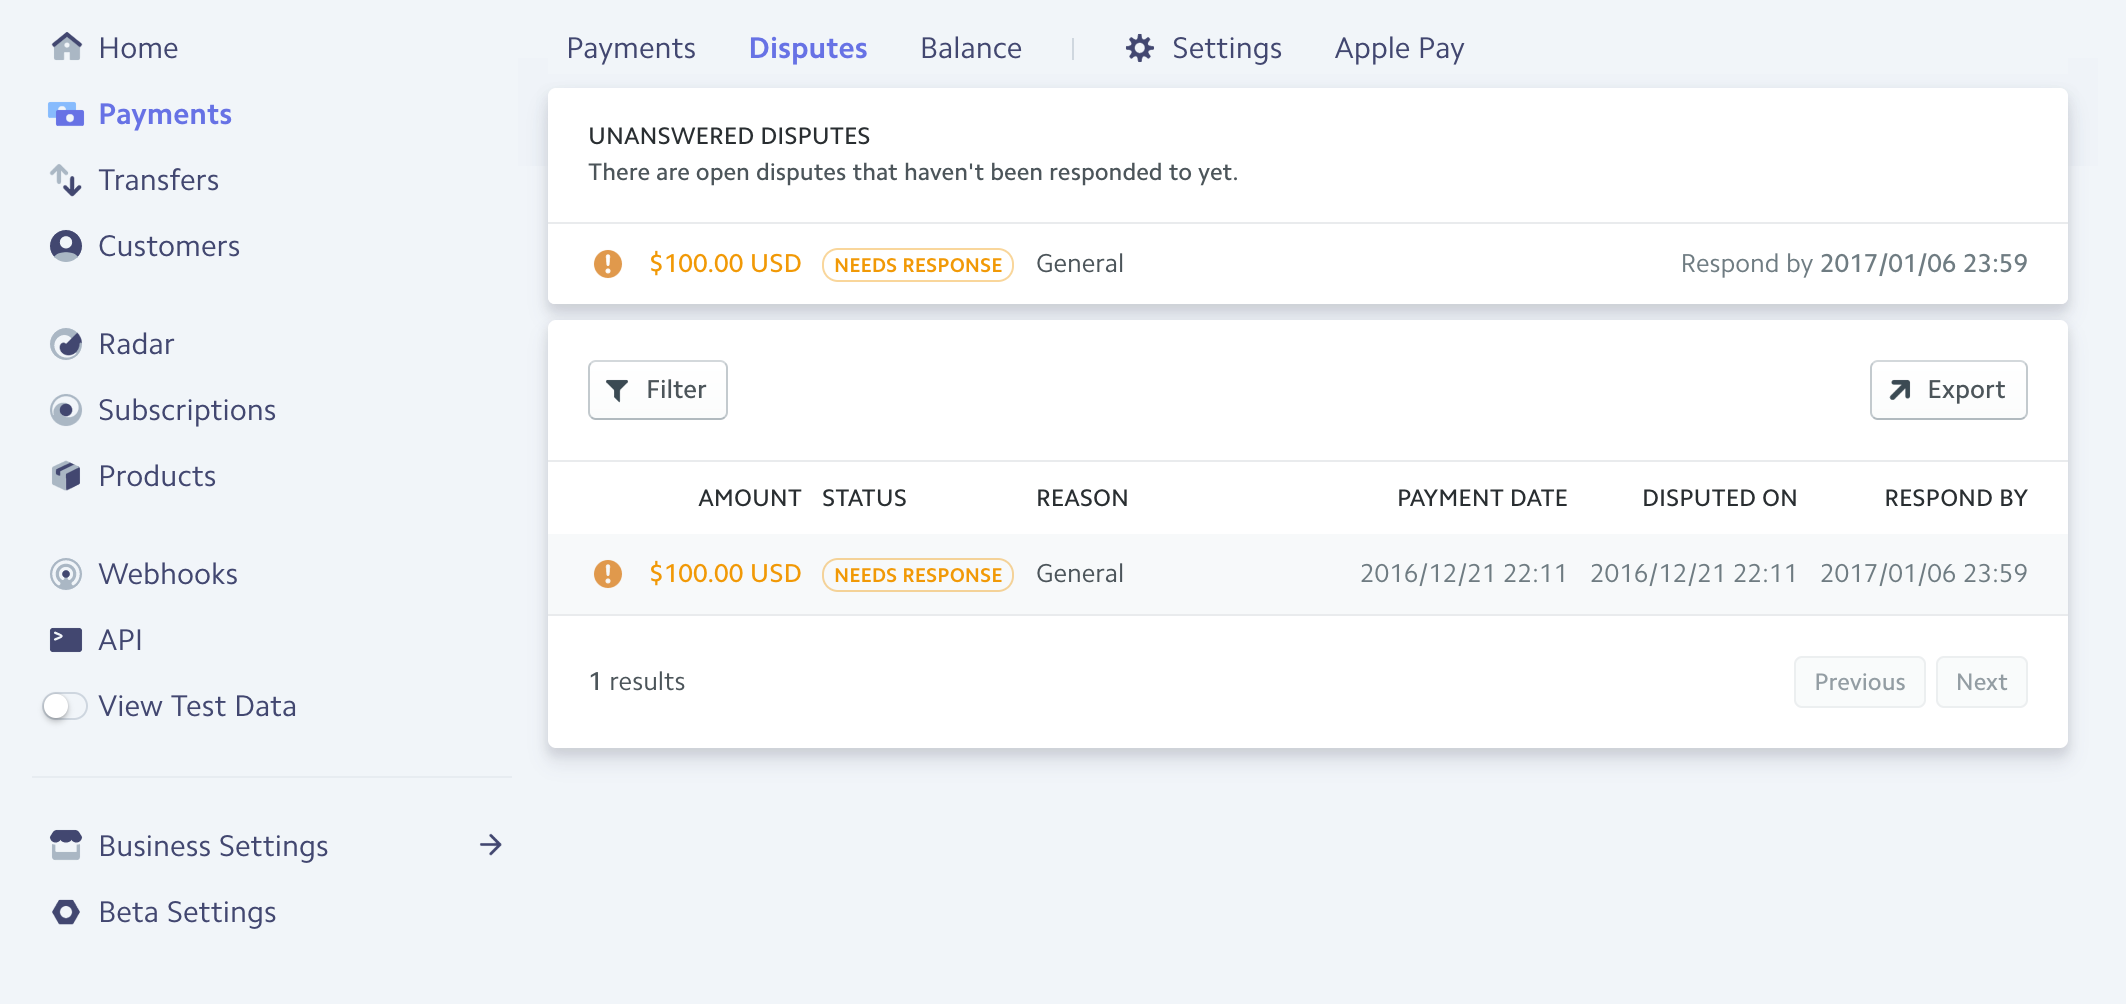 Home
Payments
Transfers
Customers
Radar
Subscriptions
Products
Webhooks
API
View Test Data
Business Settings
Beta Settings
Payments Disputes Balance Settings Apple Pay
UNANSWERED DISPUTES
There are open disputes that haven't been responded to yet.
$100.00 USD NEEDS RESPONSE General Respond by 2017/01/06 23:59
Filter Export
AMOUNT STATUS REASON PAYMENT DATE DISPUTED ON RESPOND BY
$100.00 USD NEEDS RESPONSE General 2016/12/21 22:11 2016/12/21 22:11 2017/01/06 23:59
1 results Previous Next